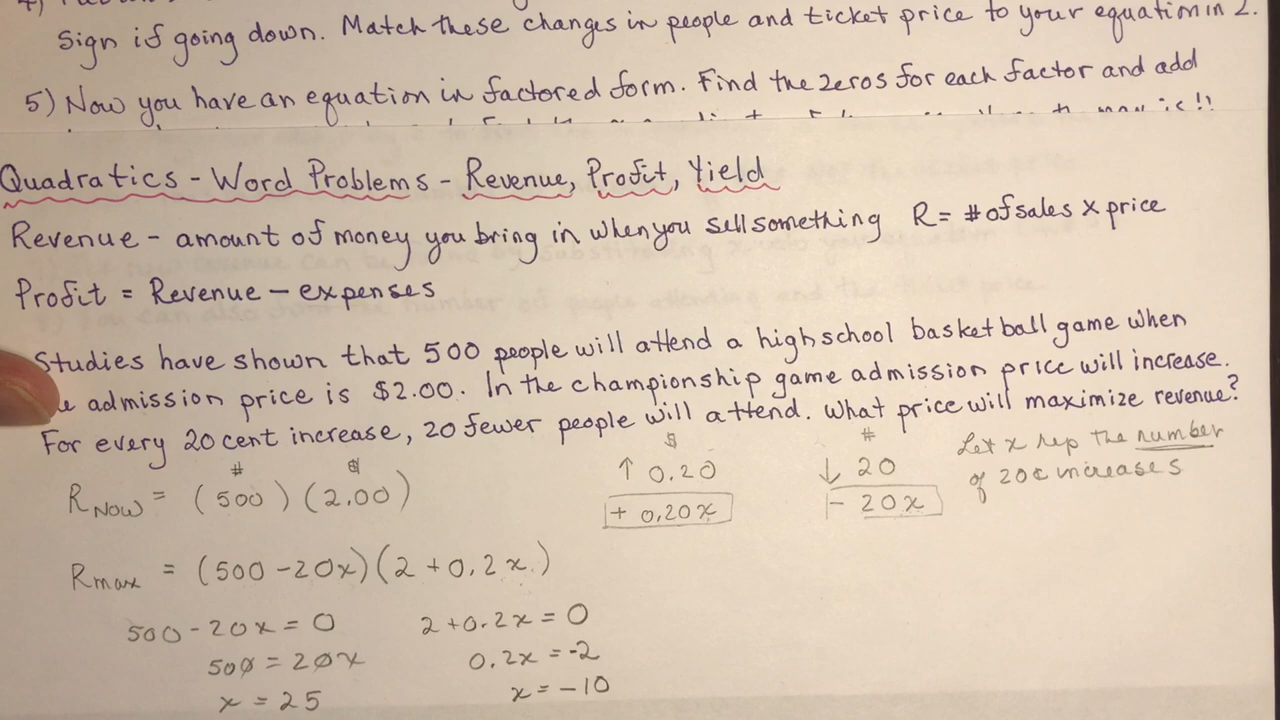 Sign if going down. Match these changes in people and ticket price to your equation in 2.
5) Now you have an equation in factored form. Find the zeros for each factor and add
Quadratics - Word Problems - Revenue, Profit, Yield
Revenue - amount of money you bring in when you sell something R = # of sales x price
Profit = Revenue - expenses
Studies have shown that 500 people will attend a high school basketball game when
admission price is $2.00. In the championship game admission price will increase.
For every 20 cent increase, 20 fewer people will attend. What price will maximize revenue?
# $ $ #
R NOW = (500) (2.00) ↑ 0.20 ↓ 20 Let x rep the number
+ 0.20x - 20x of 20¢ increases
Rmax = (500 - 20x)(2 + 0.2x)
500 - 20x = 0 2 + 0.2x = 0
500 = 20x 0.2x = -2
x = 25 x = -10